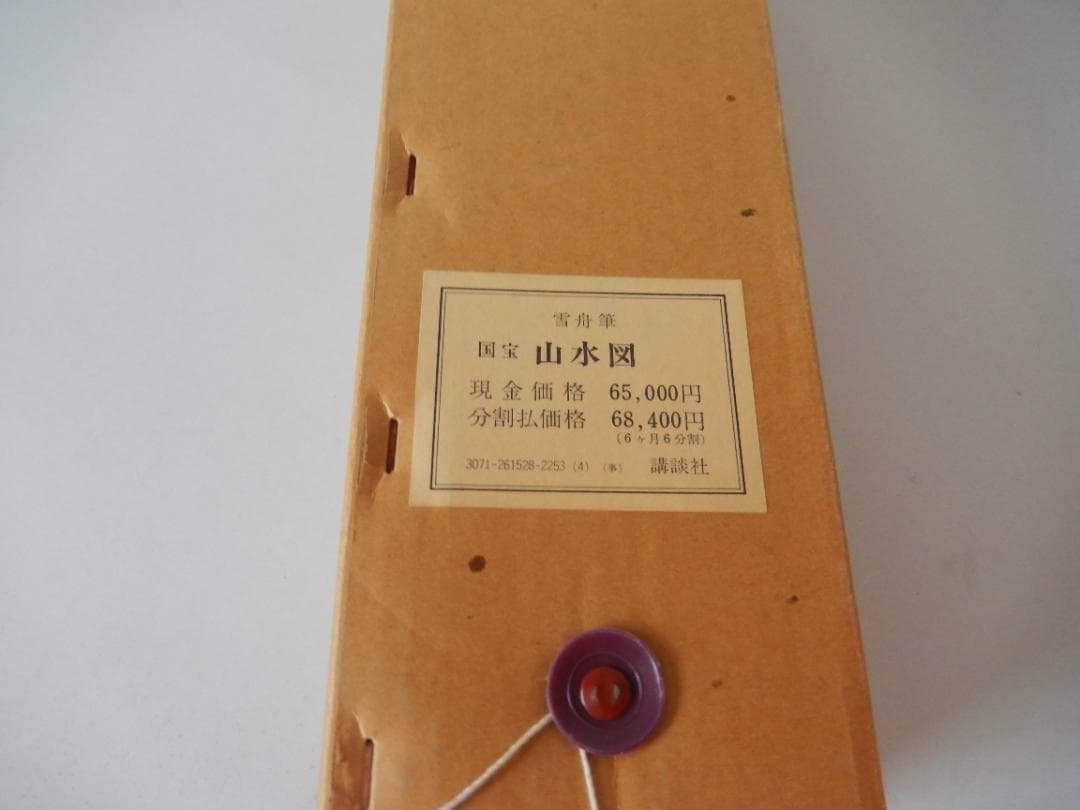 雪舟筆
国宝 山水図
現金価格 65,000円
分割払価格 68,400円
(6ヶ月6分割)
3071-261528-2253 (4) (事) 講談社